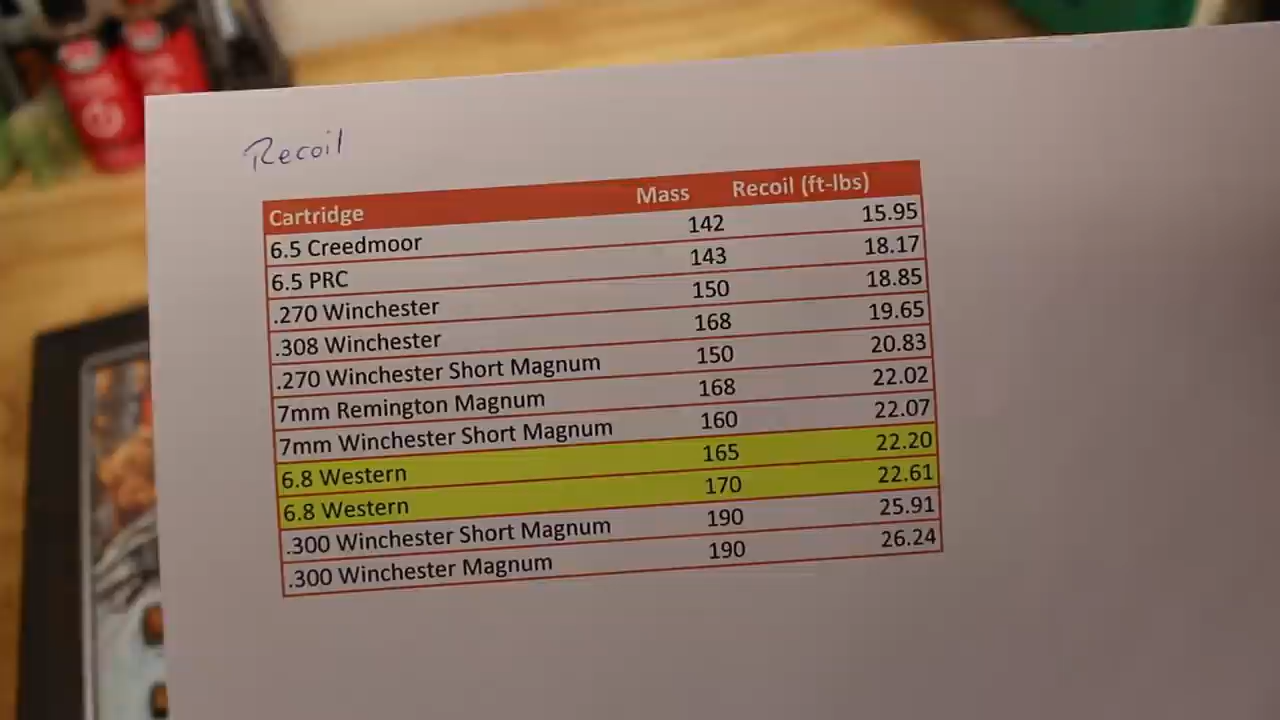 Recoil
Cartridge Mass Recoil (ft-lbs)
6.5 Creedmoor 142 15.95
6.5 PRC 143 18.17
.270 Winchester 150 18.85
.308 Winchester 168 19.65
.270 Winchester Short Magnum 150 20.83
7mm Remington Magnum 168 22.02
7mm Winchester Short Magnum 160 22.07
6.8 Western 165 22.20
6.8 Western 170 22.61
.300 Winchester Short Magnum 190 25.91
.300 Winchester Magnum 190 26.24